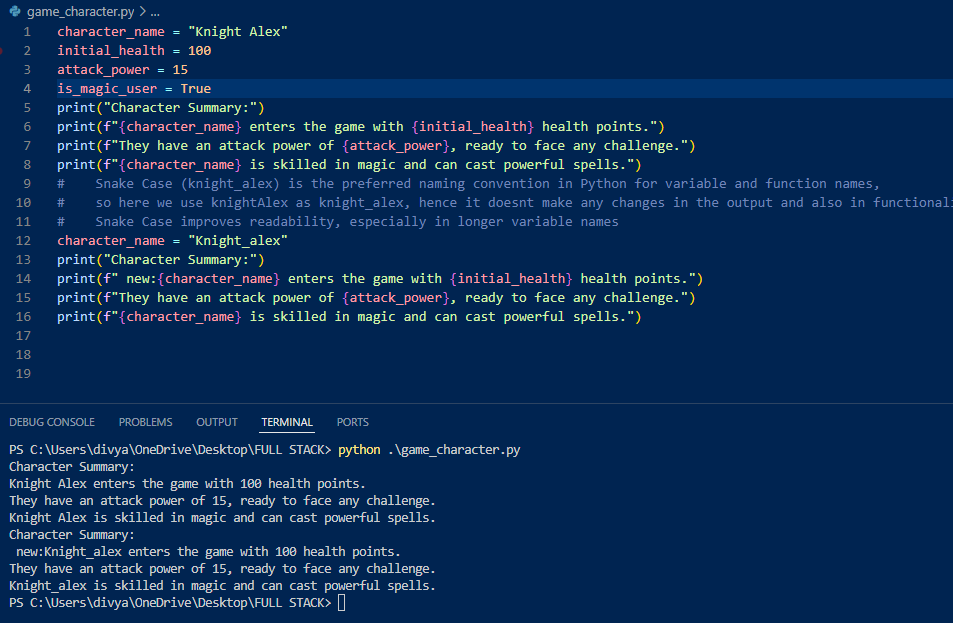 game_character.py > ...
1 character_name = "Knight Alex"
2 initial_health = 100
3 attack_power = 15
4 is_magic_user = True
5 print("Character Summary:")
6 print(f"{character_name} enters the game with {initial_health} health points.")
7 print(f"They have an attack power of {attack_power}, ready to face any challenge.")
8 print(f"{character_name} is skilled in magic and can cast powerful spells.")
9 #    Snake Case (knight_alex) is the preferred naming convention in Python for variable and function names,
10 #    so here we use knightAlex as knight_alex, hence it doesnt make any changes in the output and also in functionali
11 #    Snake Case improves readability, especially in longer variable names
12 character_name = "Knight_alex"
13 print("Character Summary:")
14 print(f" new:{character_name} enters the game with {initial_health} health points.")
15 print(f"They have an attack power of {attack_power}, ready to face any challenge.")
16 print(f"{character_name} is skilled in magic and can cast powerful spells.")
17
18
19
DEBUG CONSOLE PROBLEMS OUTPUT TERMINAL PORTS
PS C:\Users\divya\OneDrive\Desktop\FULL STACK> python .\game_character.py
Character Summary:
Knight Alex enters the game with 100 health points.
They have an attack power of 15, ready to face any challenge.
Knight Alex is skilled in magic and can cast powerful spells.
Character Summary:
 new:Knight_alex enters the game with 100 health points.
They have an attack power of 15, ready to face any challenge.
Knight_alex is skilled in magic and can cast powerful spells.
PS C:\Users\divya\OneDrive\Desktop\FULL STACK>